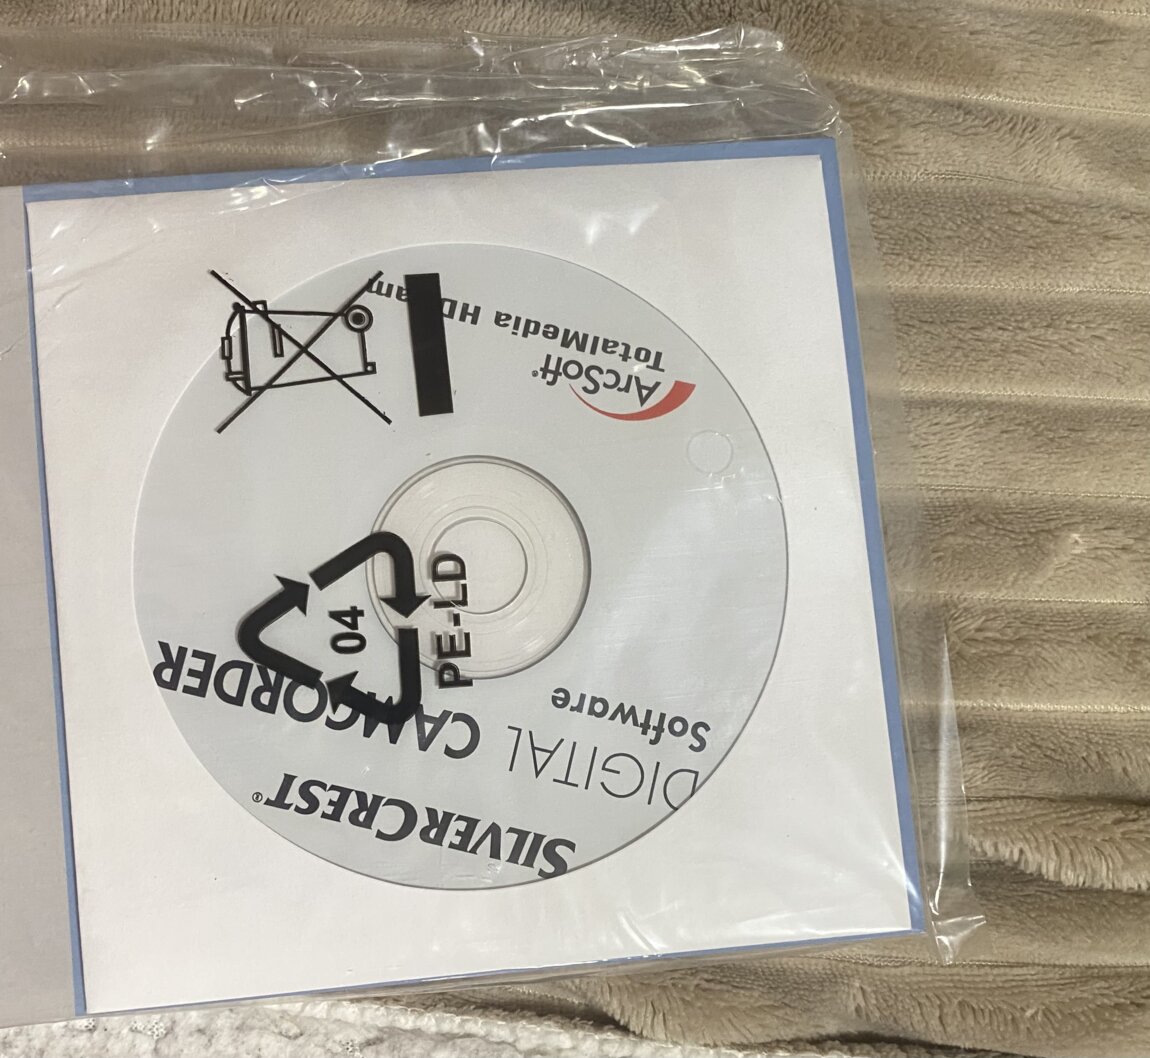 SILVERCREST®
DIGITAL CAMCORDER
Software
ArcSoft®
TotalMedia HDCam
04
PE-LD